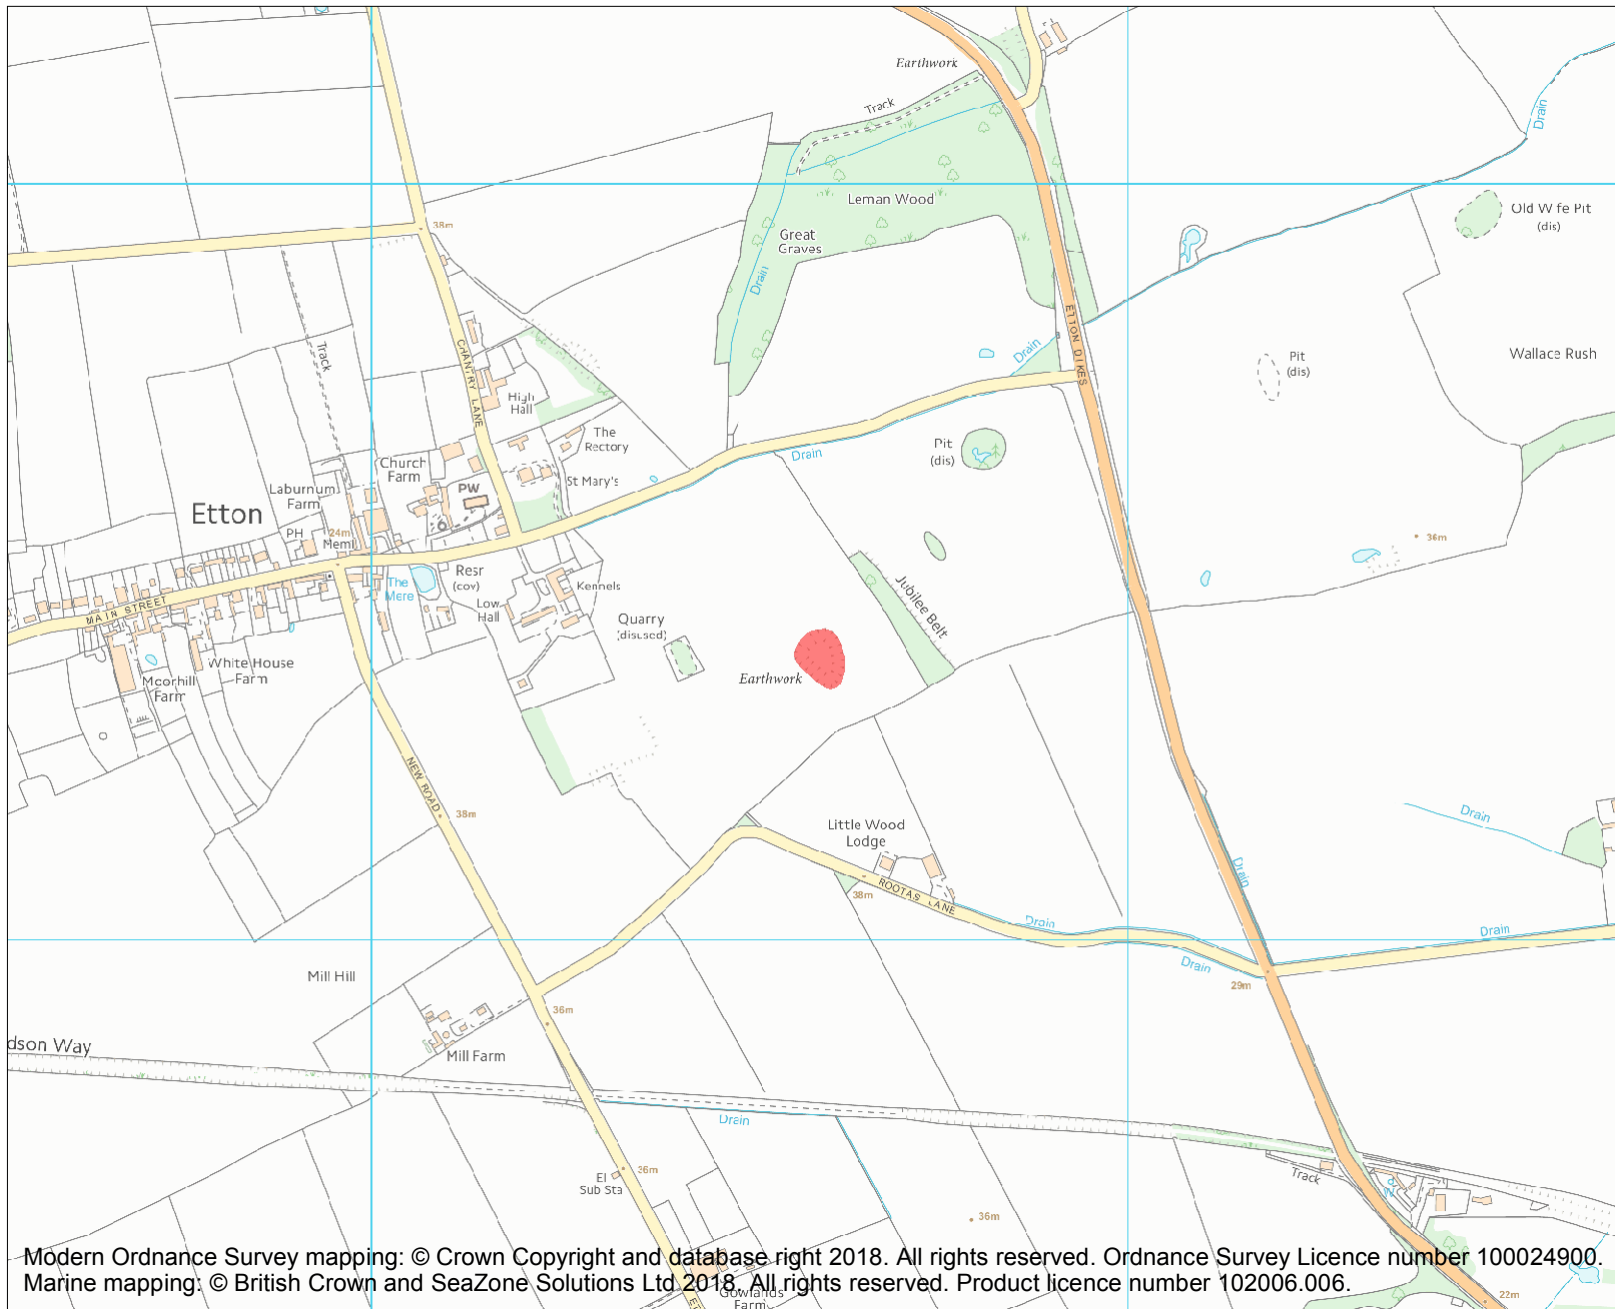 Earthwork
Track
Drain
38m
Leman Wood
Great
Graves
Drain
Old Wife Pit
(dis)
ETTON DIKES
Drain
Pit
(dis)
Wallace Rush
Track
CHANTRY LANE
High
Hall
The
Rectory
Church
Farm
Drain
Pit
(dis)
Laburnum
Farm
PW
St Mary's
Etton
PH
24m
Meml
36m
Resr
(cov)
The
Mere
Kennels
Low
Hall
MAIN STREET
Quarry
(disused)
Jubilee Belt
White House
Farm
Moorhill
Farm
Earthwork
NEW ROAD
38m
Little Wood
Lodge
Drain
Drain
38m
ROOTAS LANE
Drain
Drain
Drain
29m
Mill Hill
36m
dson Way
Mill Farm
Drain
El
Sub Sta
36m
Track
36m
Modern Ordnance Survey mapping: © Crown Copyright and database right 2018. All rights reserved. Ordnance Survey Licence number 100024900.
Marine mapping: © British Crown and SeaZone Solutions Ltd 2018. All rights reserved. Product licence number 102006.006.
Gowlands
Farm
22m